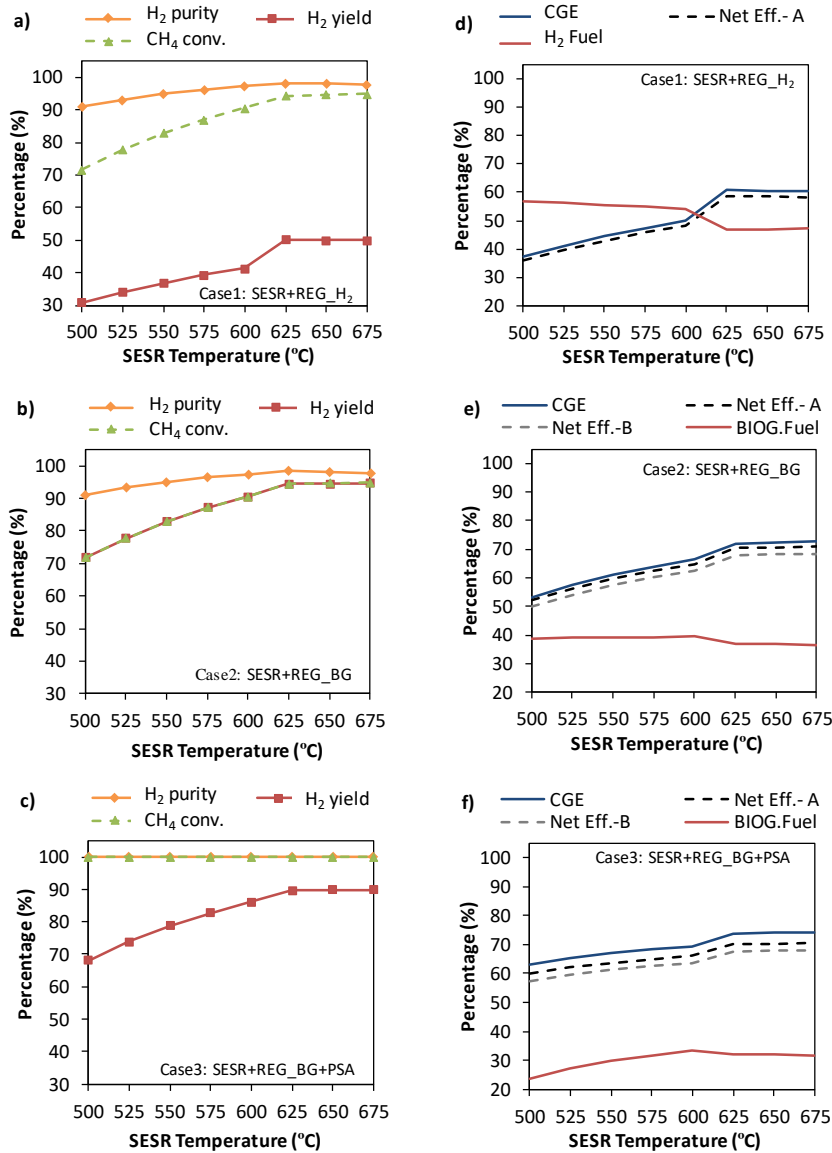 a)
H₂ purity
H₂ yield
CH₄ conv.
Percentage (%)
100
90
80
70
60
50
40
30
Case1: SESR+REG_H₂
500 525 550 575 600 625 650 675
SESR Temperature (ºC)
d)
CGE
Net Eff.- A
H₂ Fuel
Percentage (%)
100
90
80
70
60
50
40
30
20
Case1: SESR+REG_H₂
500 525 550 575 600 625 650 675
SESR Temperature (ºC)
b)
H₂ purity
H₂ yield
CH₄ conv.
Percentage (%)
100
90
80
70
60
50
40
30
Case2: SESR+REG_BG
500 525 550 575 600 625 650 675
SESR Temperature (ºC)
e)
CGE
Net Eff.- A
Net Eff.-B
BIOG.Fuel
Percentage (%)
100
90
80
70
60
50
40
30
20
Case2: SESR+REG_BG
500 525 550 575 600 625 650 675
SESR Temperature (ºC)
c)
H₂ purity
H₂ yield
CH₄ conv.
Percentage (%)
100
90
80
70
60
50
40
30
Case3: SESR+REG_BG+PSA
500 525 550 575 600 625 650 675
SESR Temperature (ºC)
f)
CGE
Net Eff.- A
Net Eff.-B
BIOG.Fuel
Percentage (%)
100
90
80
70
60
50
40
30
20
Case3: SESR+REG_BG+PSA
500 525 550 575 600 625 650 675
SESR Temperature (ºC)